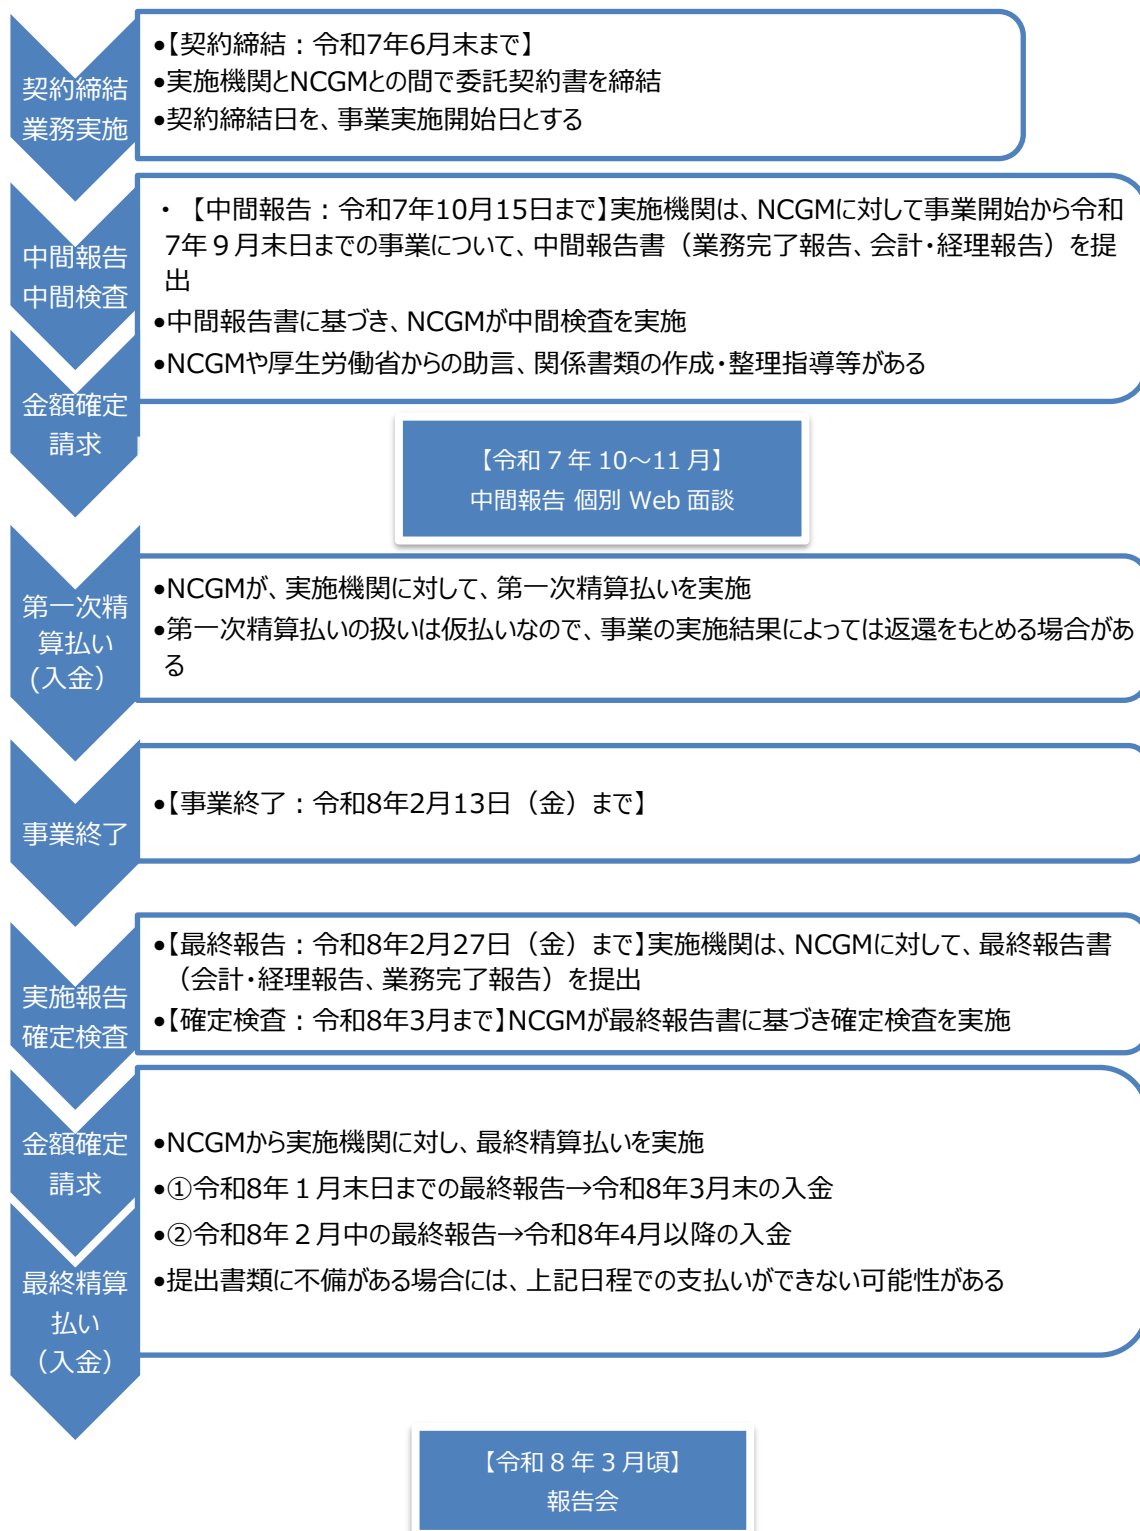 契約締結
業務実施
•【契約締結：令和7年6月末まで】
•実施機関とNCGMとの間で委託契約書を締結
•契約締結日を、事業実施開始日とする
中間報告
中間検査
・ 【中間報告：令和7年10月15日まで】実施機関は、NCGMに対して事業開始から令和
7年９月末日までの事業について、中間報告書（業務完了報告、会計・経理報告）を提
出
•中間報告書に基づき、NCGMが中間検査を実施
•NCGMや厚生労働省からの助言、関係書類の作成・整理指導等がある
金額確定
請求
【令和７年 10～11 月】
中間報告 個別 Web 面談
第一次精
算払い
(入金）
•NCGMが、実施機関に対して、第一次精算払いを実施
•第一次精算払いの扱いは仮払いなので、事業の実施結果によっては返還をもとめる場合があ
る
事業終了
•【事業終了：令和8年2月13日（金）まで】
実施報告
確定検査
•【最終報告：令和8年2月27日（金）まで】実施機関は、NCGMに対して、最終報告書
（会計・経理報告、業務完了報告）を提出
•【確定検査：令和8年3月まで】NCGMが最終報告書に基づき確定検査を実施
金額確定
請求
•NCGMから実施機関に対し、最終精算払いを実施
•①令和8年１月末日までの最終報告→令和8年3月末の入金
•②令和8年２月中の最終報告→令和8年4月以降の入金
•提出書類に不備がある場合には、上記日程での支払いができない可能性がある
最終精算
払い
（入金）
【令和８年３月頃】
報告会